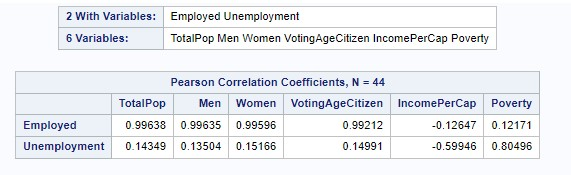 2 With Variables: Employed Unemployment
6 Variables: TotalPop Men Women VotingAgeCitizen IncomePerCap Poverty
Pearson Correlation Coefficients, N = 44
TotalPop Men Women VotingAgeCitizen IncomePerCap Poverty
Employed 0.99638 0.99635 0.99596 0.99212 -0.12647 0.12171
Unemployment 0.14349 0.13504 0.15166 0.14991 -0.59946 0.80496